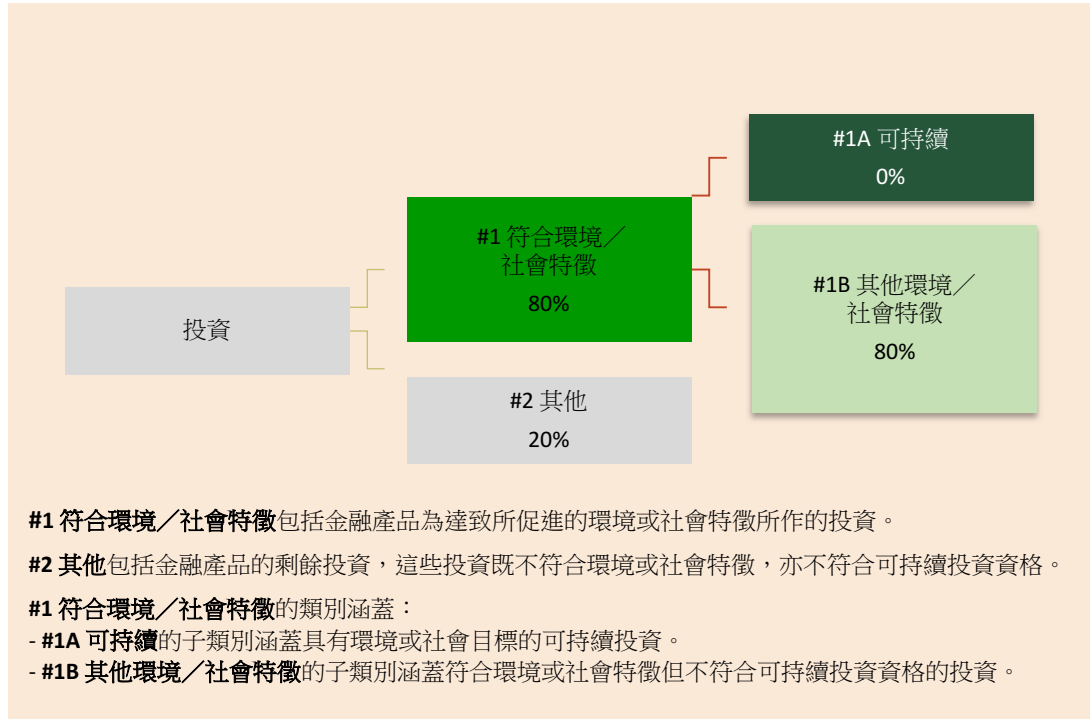 #1A 可持續
0%
#1 符合環境／
社會特徵
80%
#1B 其他環境／
社會特徵
80%
投資
#2 其他
20%
#1 符合環境／社會特徵包括金融產品為達致所促進的環境或社會特徵所作的投資。
#2 其他包括金融產品的剩餘投資，這些投資既不符合環境或社會特徵，亦不符合可持續投資資格。
#1 符合環境／社會特徵的類別涵蓋：
- #1A 可持續的子類別涵蓋具有環境或社會目標的可持續投資。
- #1B 其他環境／社會特徵的子類別涵蓋符合環境或社會特徵但不符合可持續投資資格的投資。